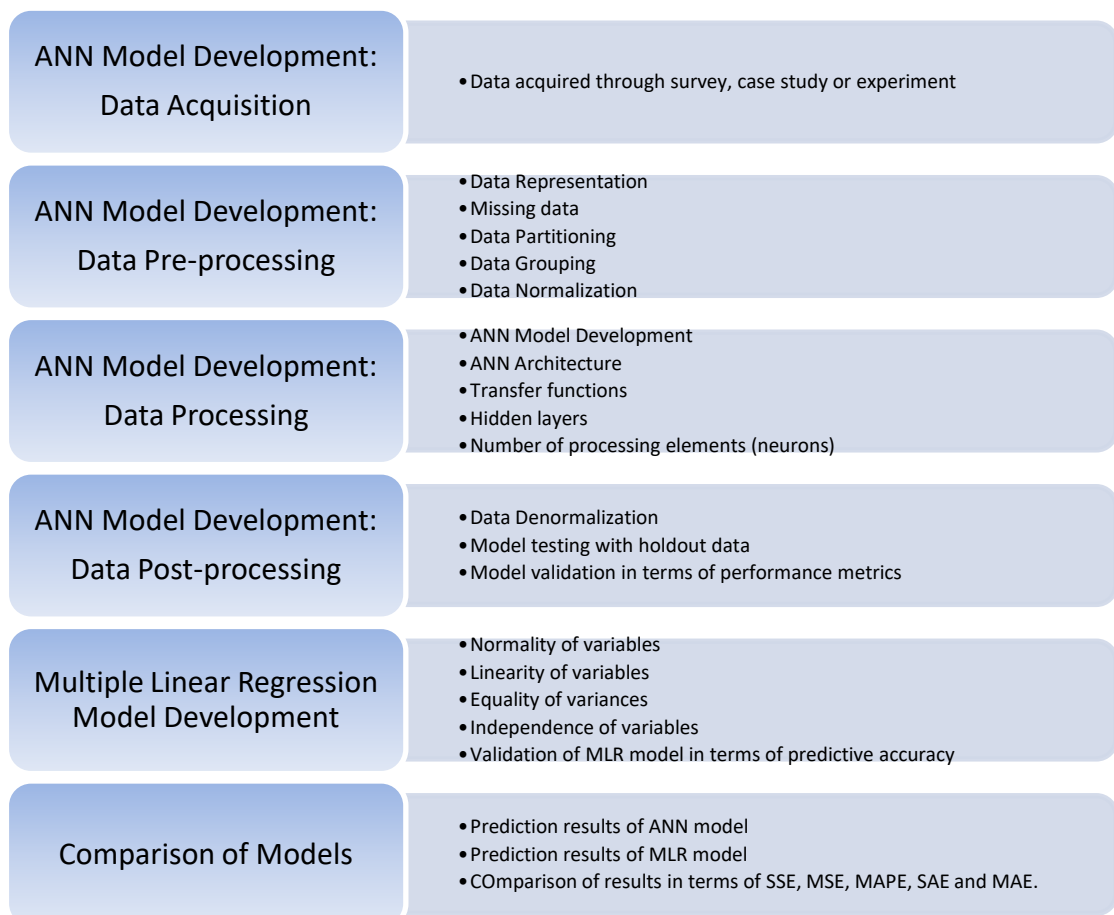 ANN Model Development:
Data Acquisition
•Data acquired through survey, case study or experiment
ANN Model Development:
Data Pre-processing
•Data Representation
•Missing data
•Data Partitioning
•Data Grouping
•Data Normalization
ANN Model Development:
Data Processing
•ANN Model Development
•ANN Architecture
•Transfer functions
•Hidden layers
•Number of processing elements (neurons)
ANN Model Development:
Data Post-processing
•Data Denormalization
•Model testing with holdout data
•Model validation in terms of performance metrics
Multiple Linear Regression
Model Development
•Normality of variables
•Linearity of variables
•Equality of variances
•Independence of variables
•Validation of MLR model in terms of predictive accuracy
Comparison of Models
•Prediction results of ANN model
•Prediction results of MLR model
•COmparison of results in terms of SSE, MSE, MAPE, SAE and MAE.